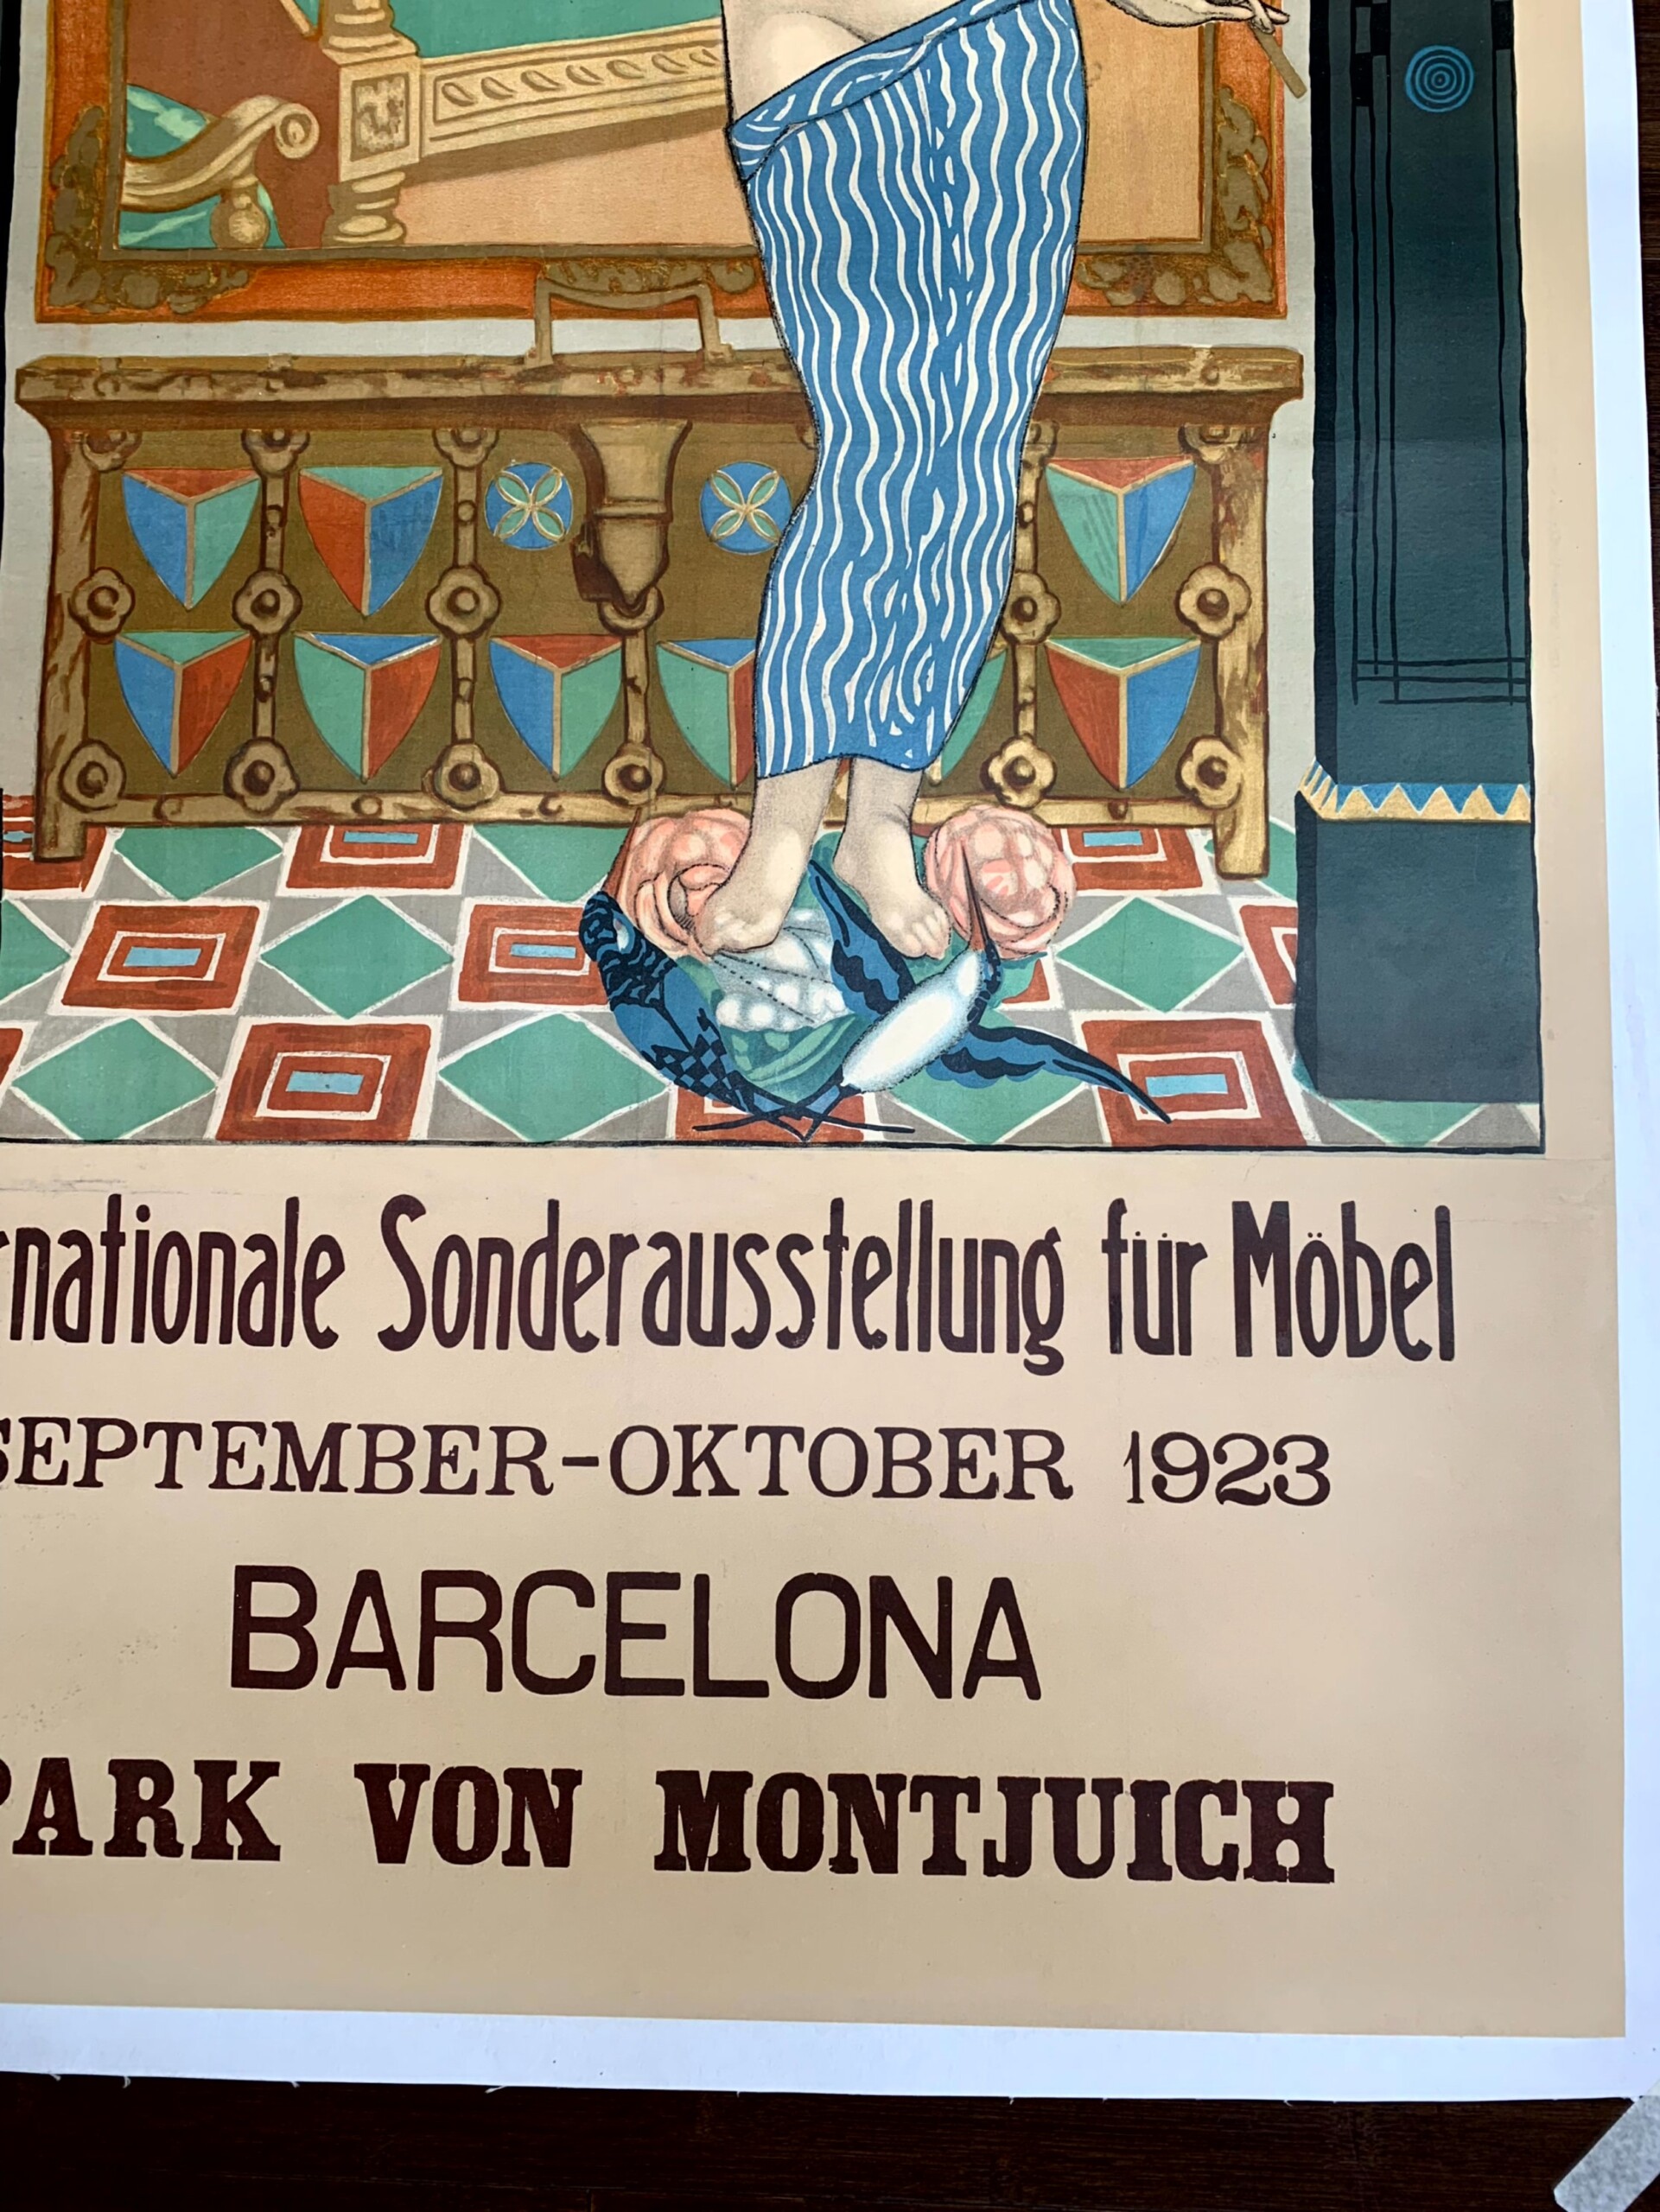 rnationale Sonderausstellung für Möbel
SEPTEMBER-OKTOBER 1923
BARCELONA
PARK VON MONTJUICH